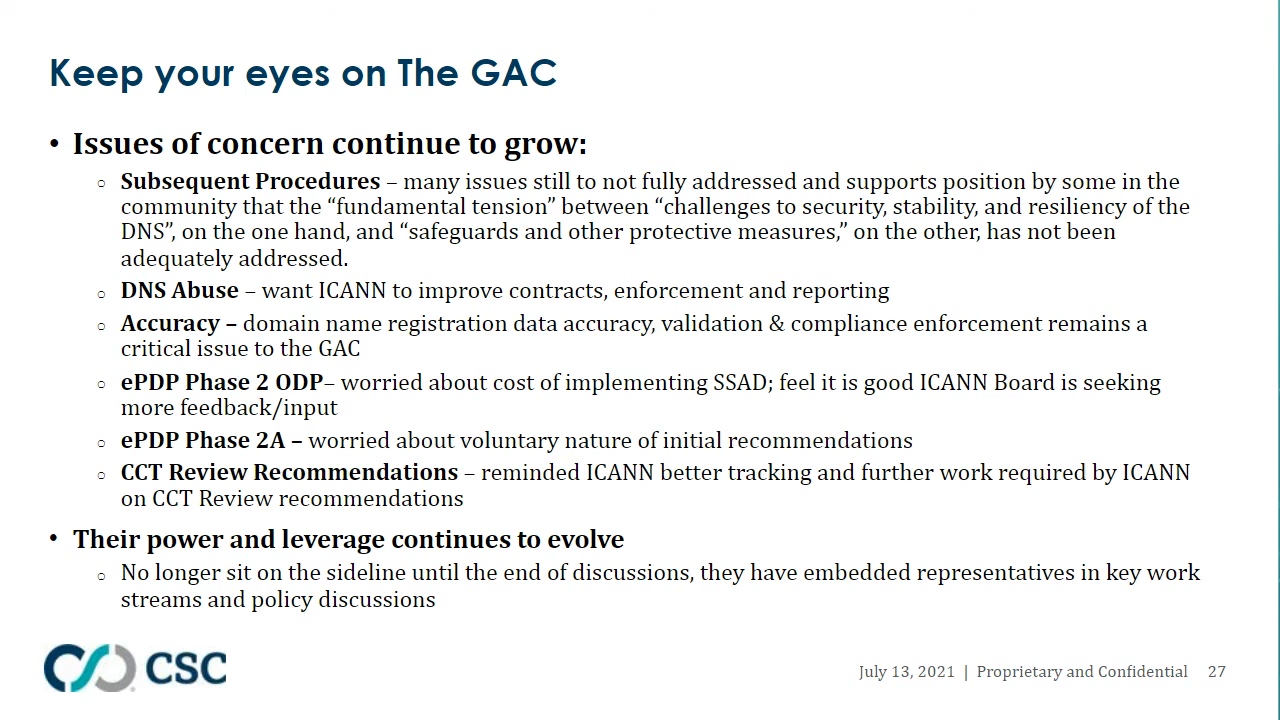 Keep your eyes on The GAC
• Issues of concern continue to grow:
○ Subsequent Procedures – many issues still to not fully addressed and supports position by some in the
community that the “fundamental tension” between “challenges to security, stability, and resiliency of the
DNS”, on the one hand, and “safeguards and other protective measures,” on the other, has not been
adequately addressed.
○ DNS Abuse – want ICANN to improve contracts, enforcement and reporting
○ Accuracy – domain name registration data accuracy, validation & compliance enforcement remains a
critical issue to the GAC
○ ePDP Phase 2 ODP– worried about cost of implementing SSAD; feel it is good ICANN Board is seeking
more feedback/input
○ ePDP Phase 2A – worried about voluntary nature of initial recommendations
○ CCT Review Recommendations – reminded ICANN better tracking and further work required by ICANN
on CCT Review recommendations
• Their power and leverage continues to evolve
○ No longer sit on the sideline until the end of discussions, they have embedded representatives in key work
streams and policy discussions
CSC
July 13, 2021 | Proprietary and Confidential 27